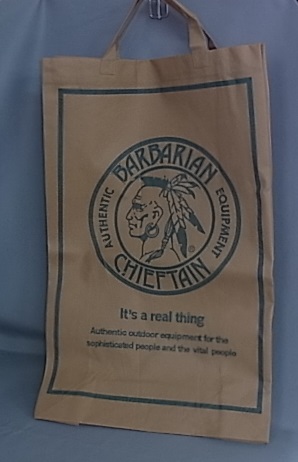 BARBARIAN
AUTHENTIC
EQUIPMENT
CHIEFTAIN
®
It's a real thing
Authentic outdoor equipment for the
sophisticated people and the vital people